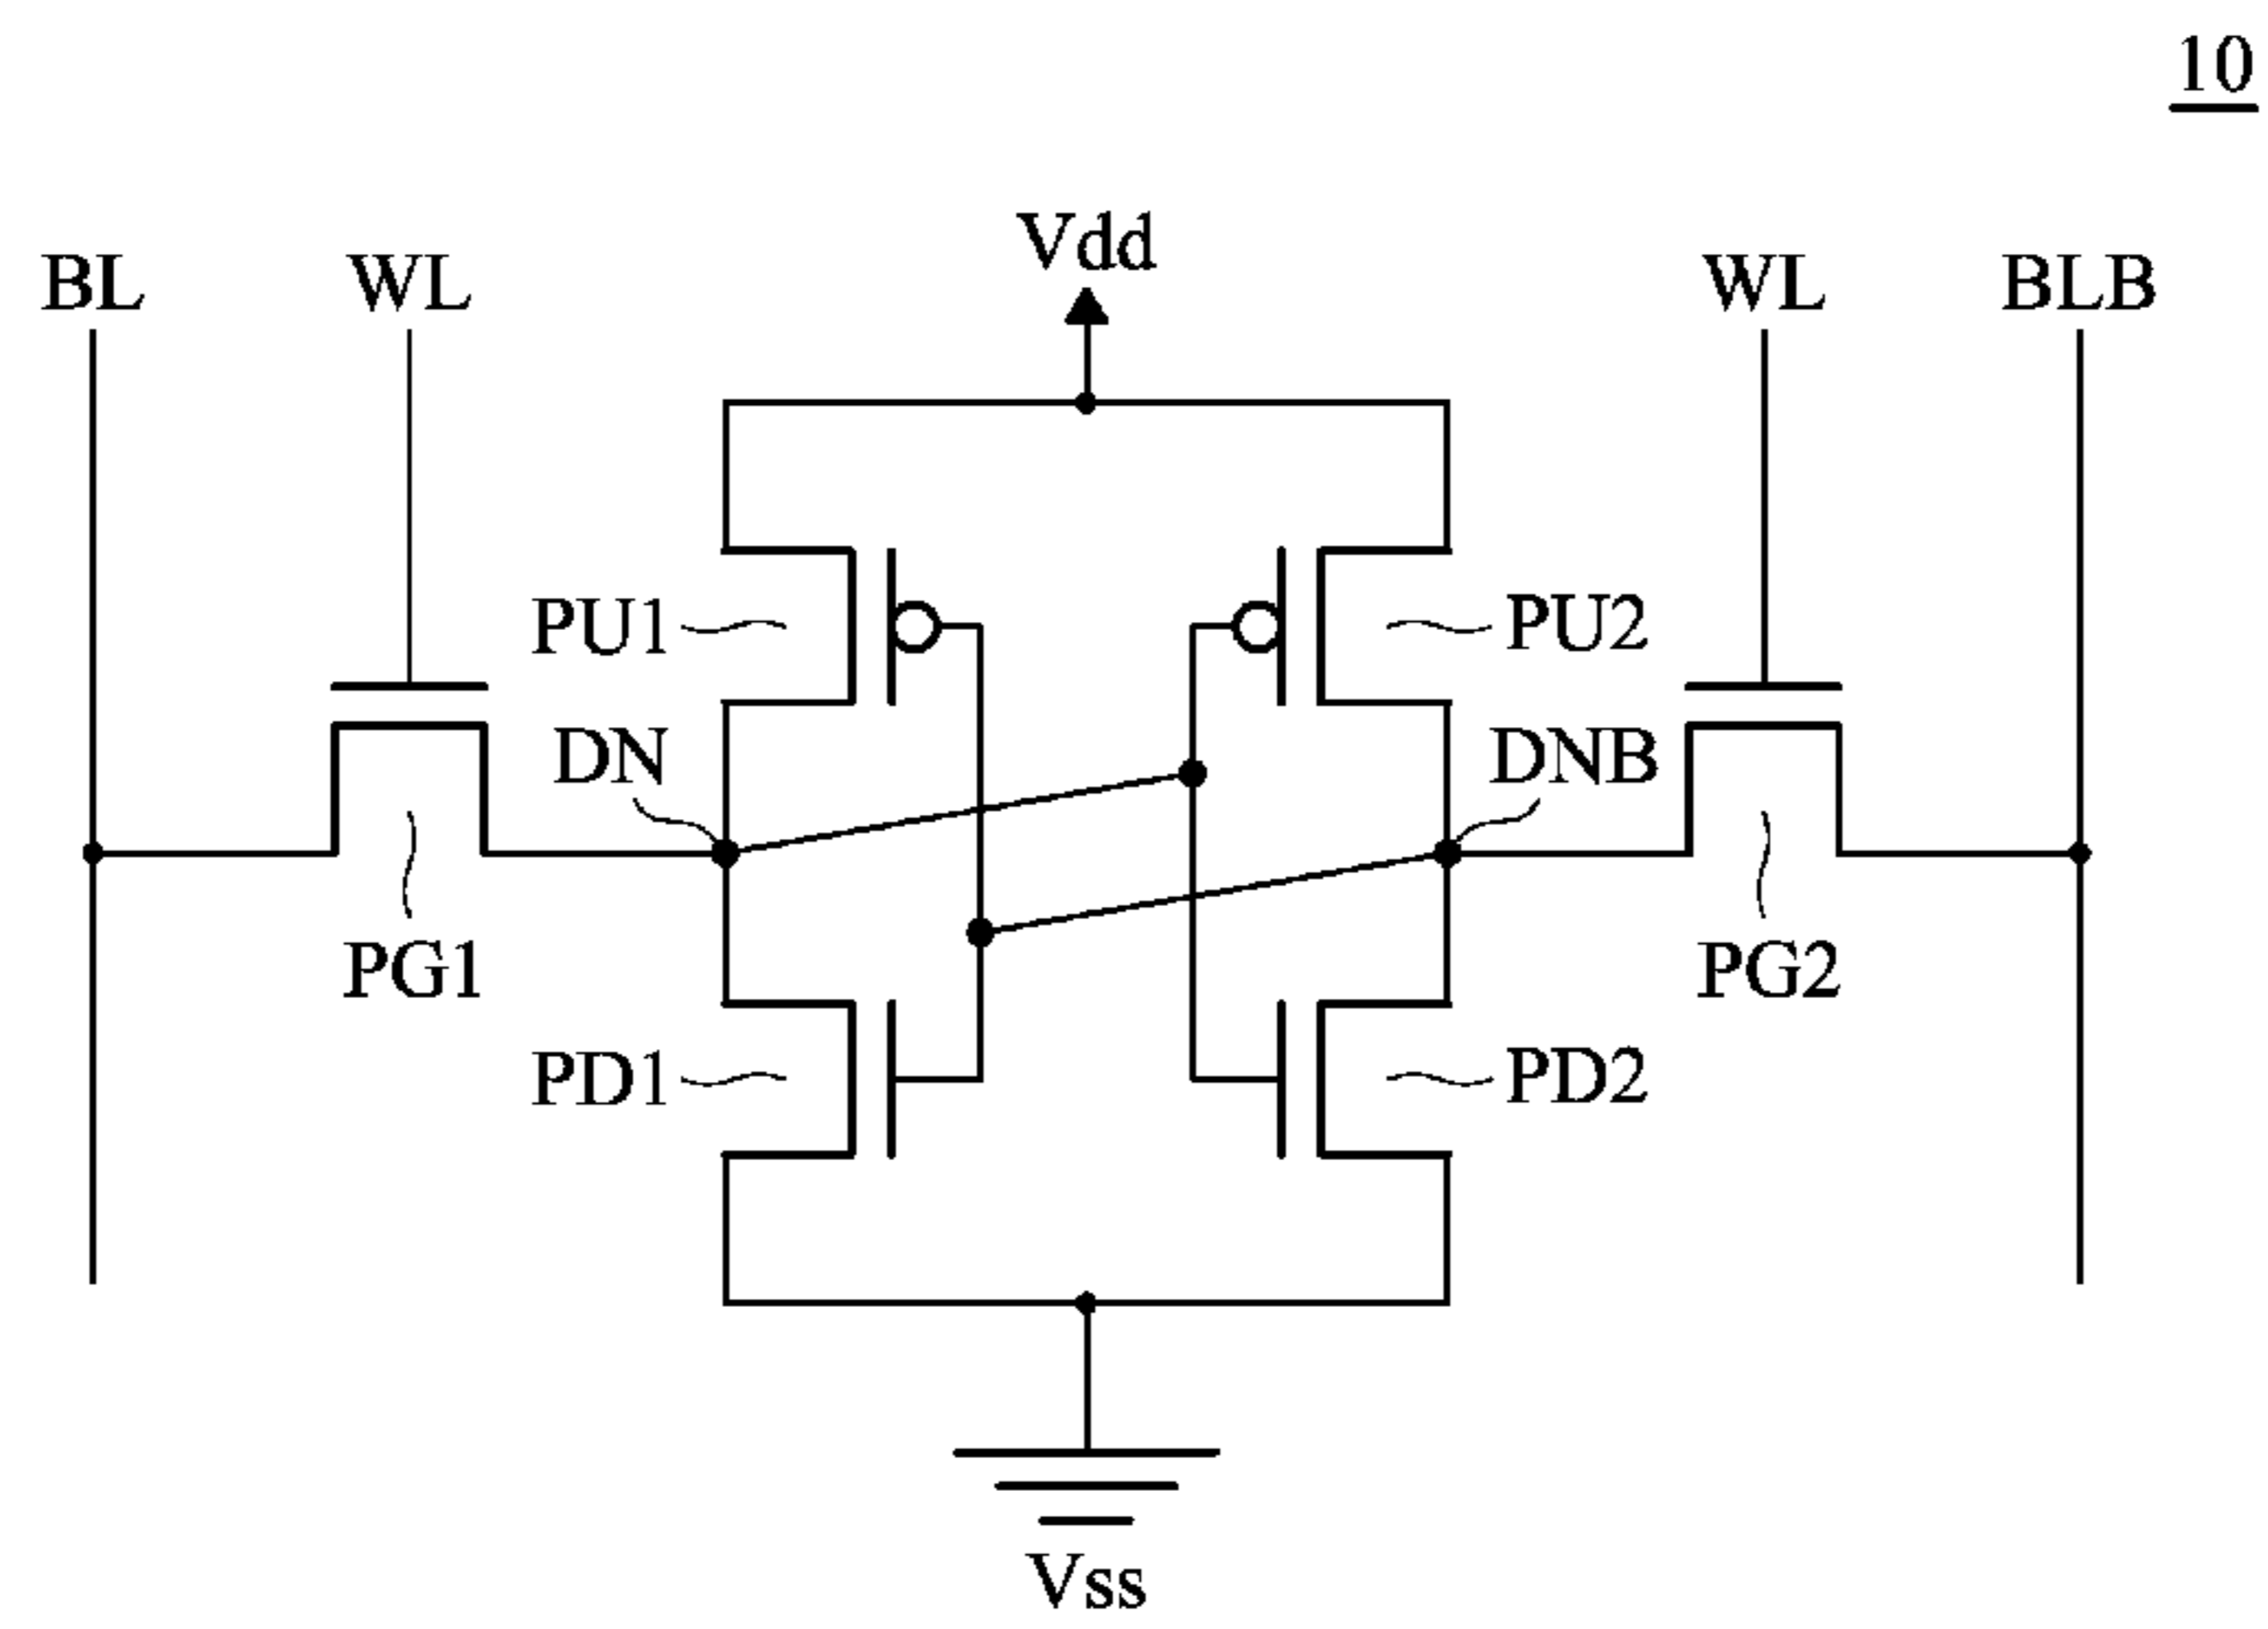 10
Vdd
BL WL WL BLB
PU1 PU2
DN DNB
PG1 PG2
PD1 PD2
Vss